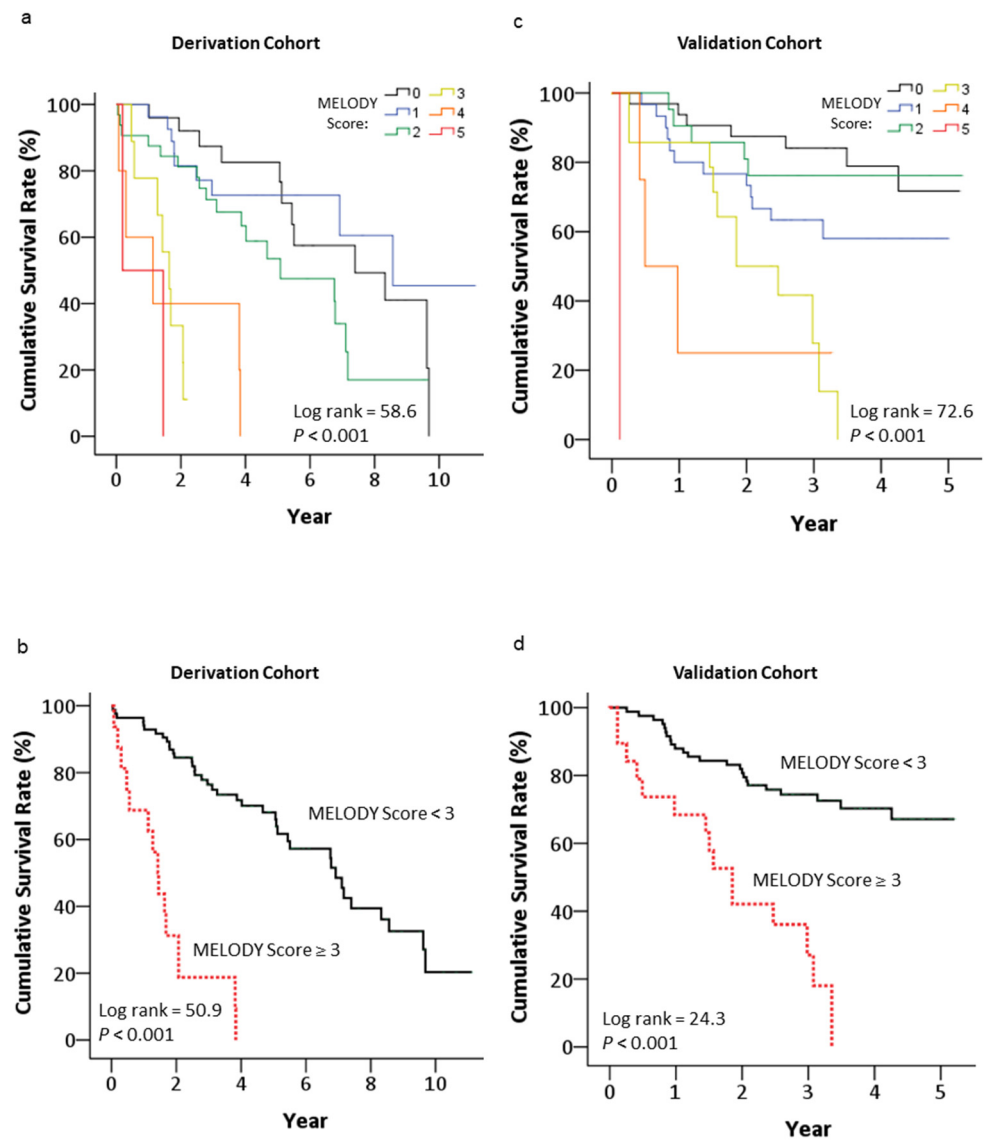 a
Derivation Cohort
Cumulative Survival Rate (%)
100
80
60
40
20
0
MELODY
Score:
0 3
1 4
2 5
Log rank = 58.6
P < 0.001
0 2 4 6 8 10
Year
c
Validation Cohort
Cumulative Survival Rate (%)
100
80
60
40
20
0
MELODY
Score:
0 3
1 4
2 5
Log rank = 72.6
P < 0.001
0 1 2 3 4 5
Year
b
Derivation Cohort
Cumulative Survival Rate (%)
100
80
60
40
20
0
MELODY Score < 3
MELODY Score ≥ 3
Log rank = 50.9
P < 0.001
0 2 4 6 8 10
Year
d
Validation Cohort
Cumulative Survival Rate (%)
100
80
60
40
20
0
MELODY Score < 3
MELODY Score ≥ 3
Log rank = 24.3
P < 0.001
0 1 2 3 4 5
Year